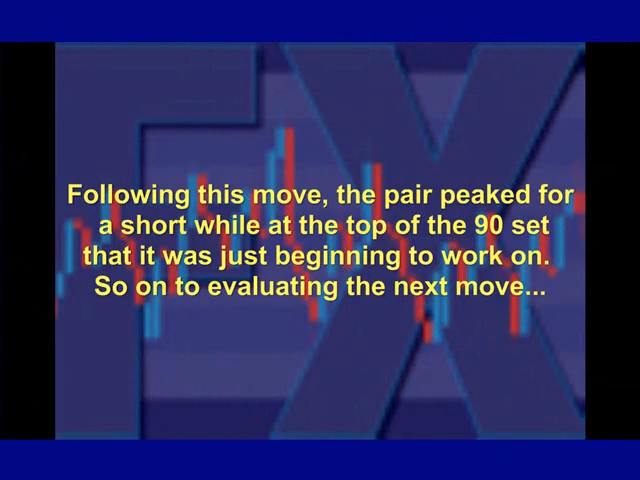 Following this move, the pair peaked for
a short while at the top of the 90 set
that it was just beginning to work on.
So on to evaluating the next move...
FX